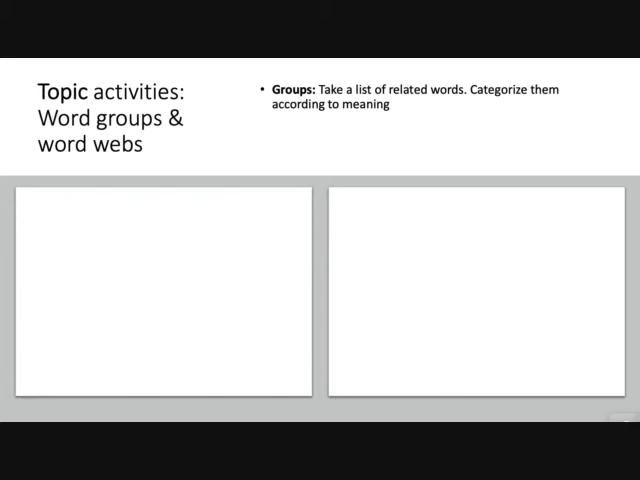 Topic activities:
Word groups &
word webs
• Groups: Take a list of related words. Categorize them
according to meaning